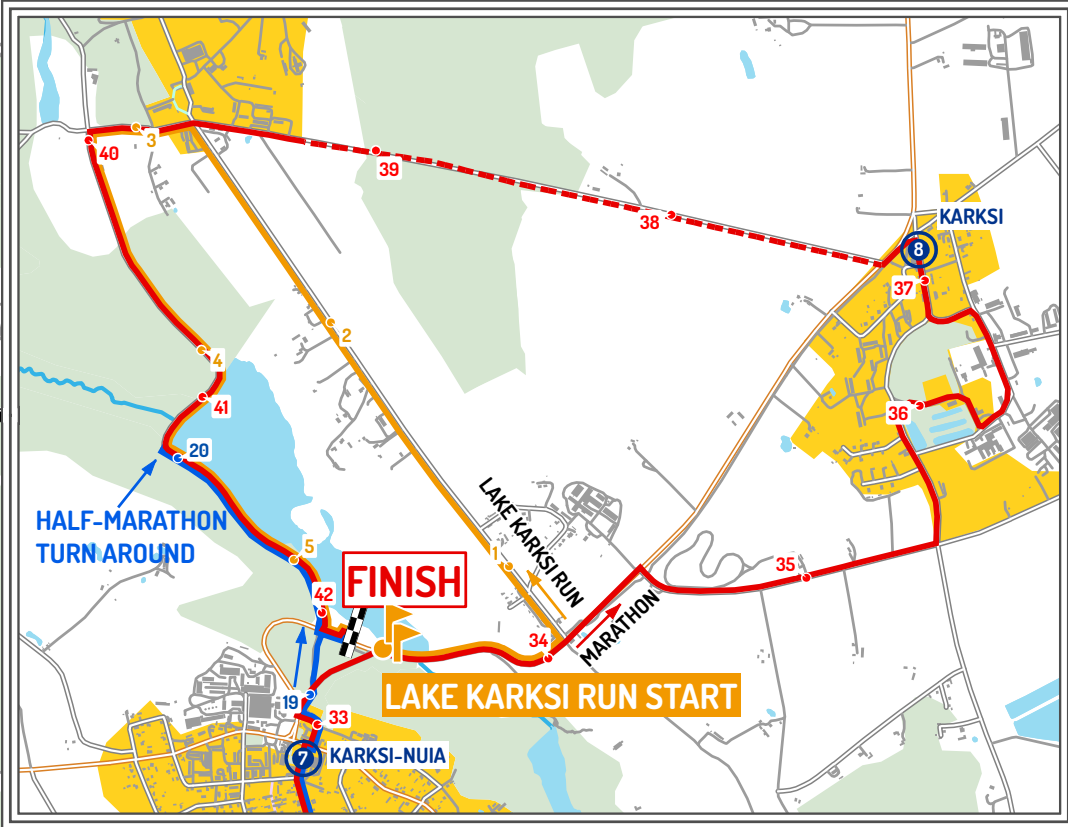 3
40
39
38
KARKSI
8
37
2
4
41
36
20
LAKE KARKSI RUN
HALF-MARATHON
TURN AROUND
5
1
35
FINISH
42
34
MARATHON
LAKE KARKSI RUN START
19
33
7
KARKSI-NUIA